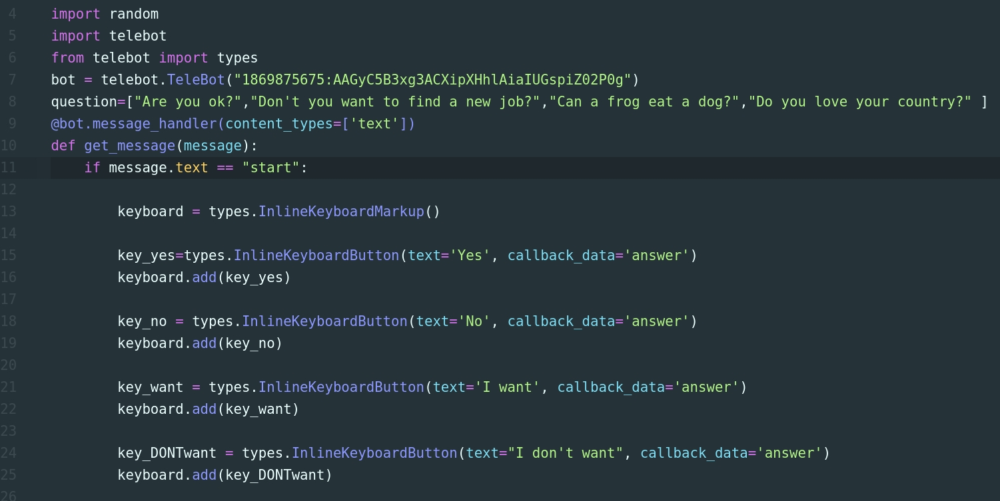 4 import random
5 import telebot
6 from telebot import types
7 bot = telebot.TeleBot("1869875675:AAGyC5B3xg3ACXipXHhlAiaIUGspiZ02P0g")
8 question=["Are you ok?","Don't you want to find a new job?","Can a frog eat a dog?","Do you love your country?" ]
9 @bot.message_handler(content_types=['text'])
10 def get_message(message):
11 if message.text == "start":
12
13 keyboard = types.InlineKeyboardMarkup()
14
15 key_yes=types.InlineKeyboardButton(text='Yes', callback_data='answer')
16 keyboard.add(key_yes)
17
18 key_no = types.InlineKeyboardButton(text='No', callback_data='answer')
19 keyboard.add(key_no)
20
21 key_want = types.InlineKeyboardButton(text='I want', callback_data='answer')
22 keyboard.add(key_want)
23
24 key_DONTwant = types.InlineKeyboardButton(text="I don't want", callback_data='answer')
25 keyboard.add(key_DONTwant)
26